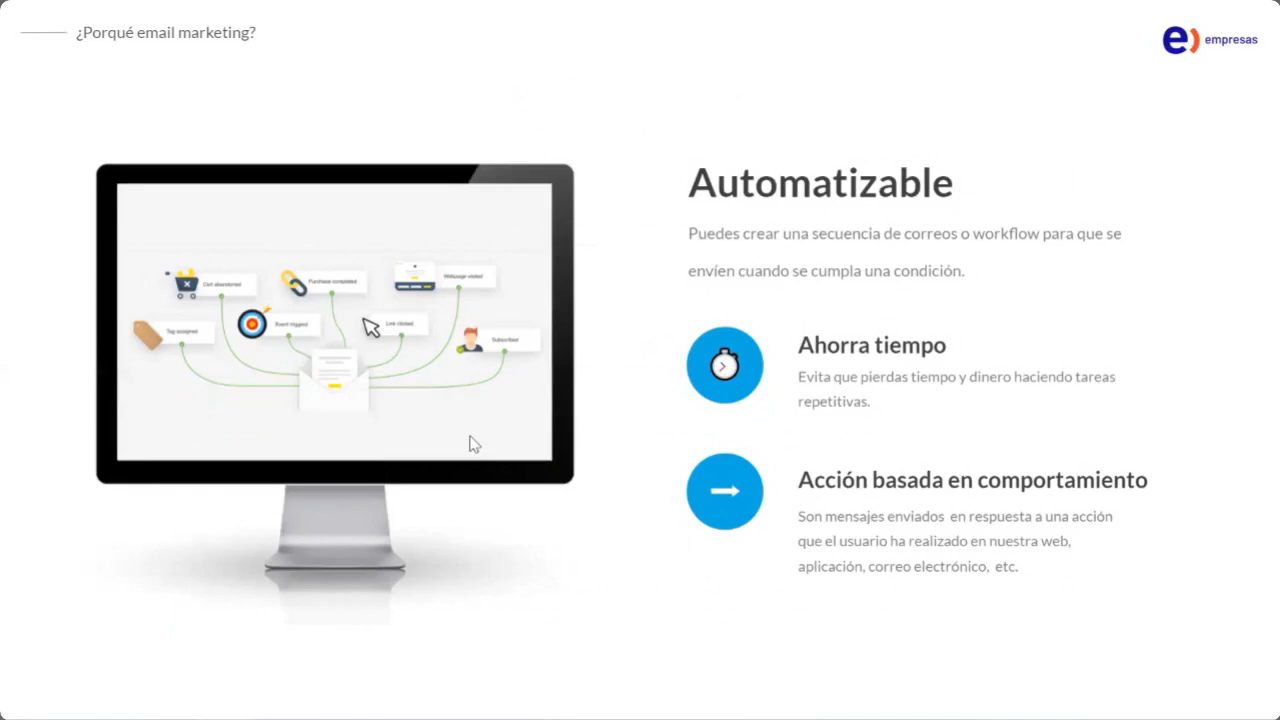 ¿Porqué email marketing?
e) empresas
Automatizable
Puedes crear una secuencia de correos o workflow para que se
envíen cuando se cumpla una condición.
Cart abandoned
Purchase completed
Webpage visited
Tag assigned
Event triggerd
Link clicked
Subscribed
Ahorra tiempo
Evita que pierdas tiempo y dinero haciendo tareas
repetitivas.
Acción basada en comportamiento
Son mensajes enviados en respuesta a una acción
que el usuario ha realizado en nuestra web,
aplicación, correo electrónico, etc.